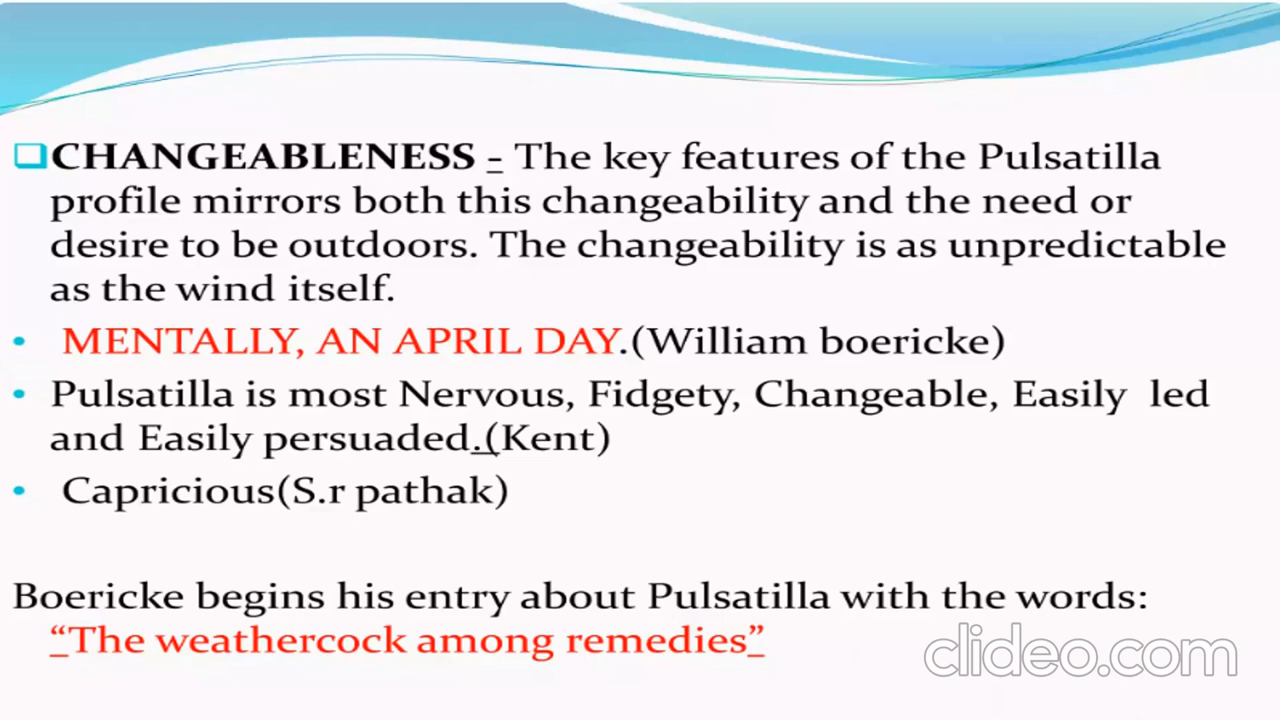 ❑CHANGEABLENESS - The key features of the Pulsatilla
profile mirrors both this changeability and the need or
desire to be outdoors. The changeability is as unpredictable
as the wind itself.
• MENTALLY, AN APRIL DAY.(William boericke)
• Pulsatilla is most Nervous, Fidgety, Changeable, Easily led
and Easily persuaded.(Kent)
• Capricious(S.r pathak)
Boericke begins his entry about Pulsatilla with the words:
“The weathercock among remedies”
clideo.com